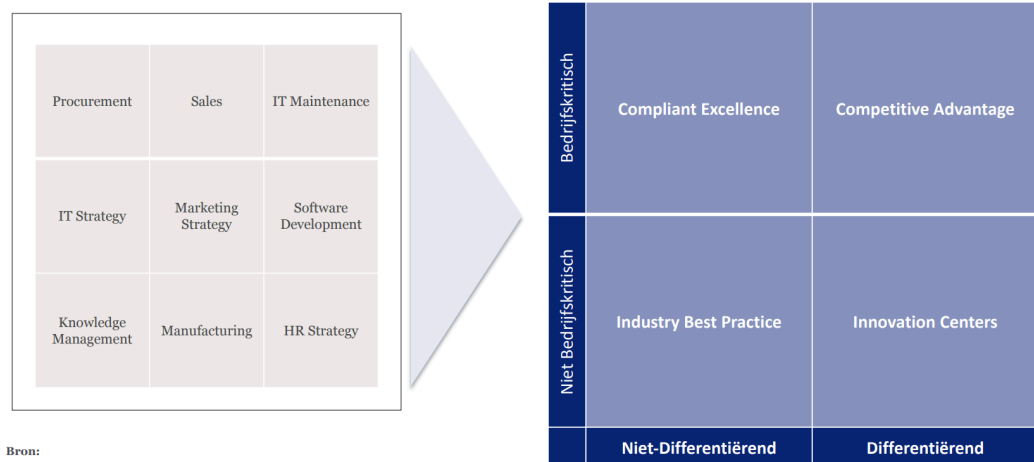 Procurement
Sales
IT Maintenance
IT Strategy
Marketing
Strategy
Software
Development
Knowledge
Management
Manufacturing
HR Strategy
Bron:
Bedrijfskritisch
Compliant Excellence
Competitive Advantage
Niet Bedrijfskritisch
Industry Best Practice
Innovation Centers
Niet-Differentiërend
Differentiërend